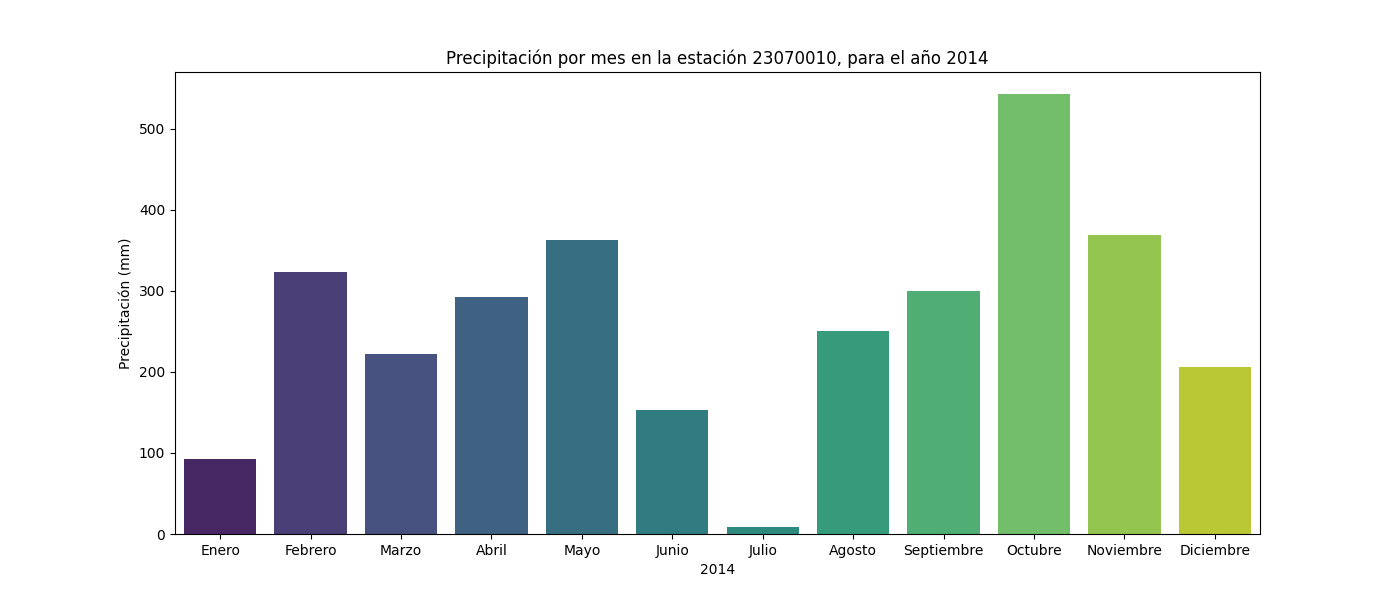 Precipitación por mes en la estación 23070010, para el año 2014
Precipitación (mm)
500
400
300
200
100
0
Enero Febrero Marzo Abril Mayo Junio Julio Agosto Septiembre Octubre Noviembre Diciembre
2014